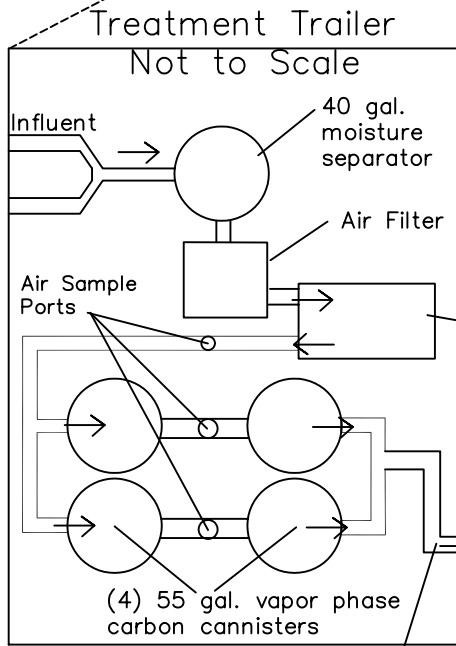 Treatment Trailer
Not to Scale
Influent
40 gal.
moisture
separator
Air Filter
Air Sample
Ports
(4) 55 gal. vapor phase
carbon cannisters